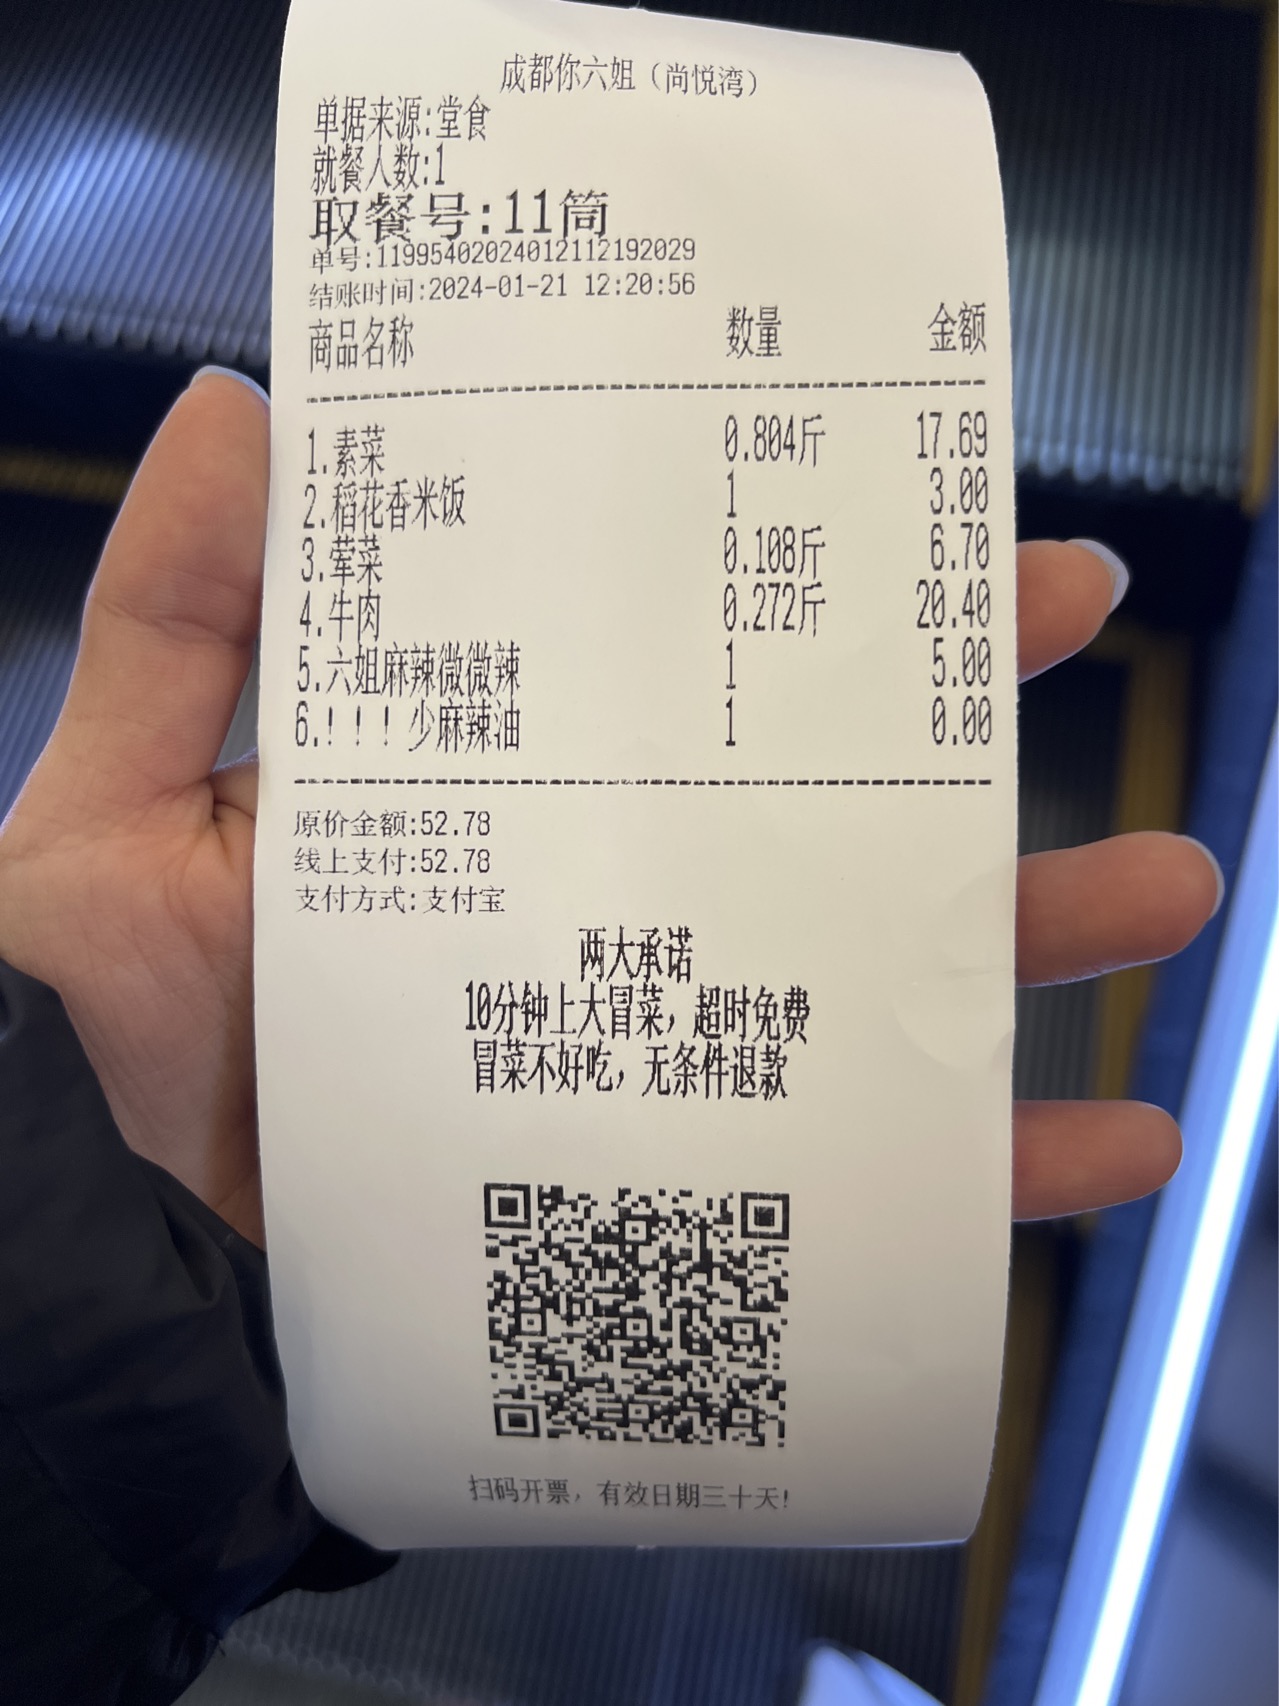 成都你六姐（尚悦湾）
单据来源:堂食
就餐人数:1
取餐号:11筒
单号:11995402024012112192029
结账时间:2024-01-21 12:20:56
商品名称 数量 金额
1.素菜 0.804斤 17.69
2.稻花香米饭 1 3.00
3.荤菜 0.108斤 6.70
4.牛肉 0.272斤 20.40
5.六姐麻辣微微辣 1 5.00
6.！！！少麻辣油 1 0.00
原价金额:52.78
线上支付:52.78
支付方式:支付宝
两大承诺
10分钟上大冒菜，超时免费
冒菜不好吃，无条件退款
扫码开票，有效日期三十天!